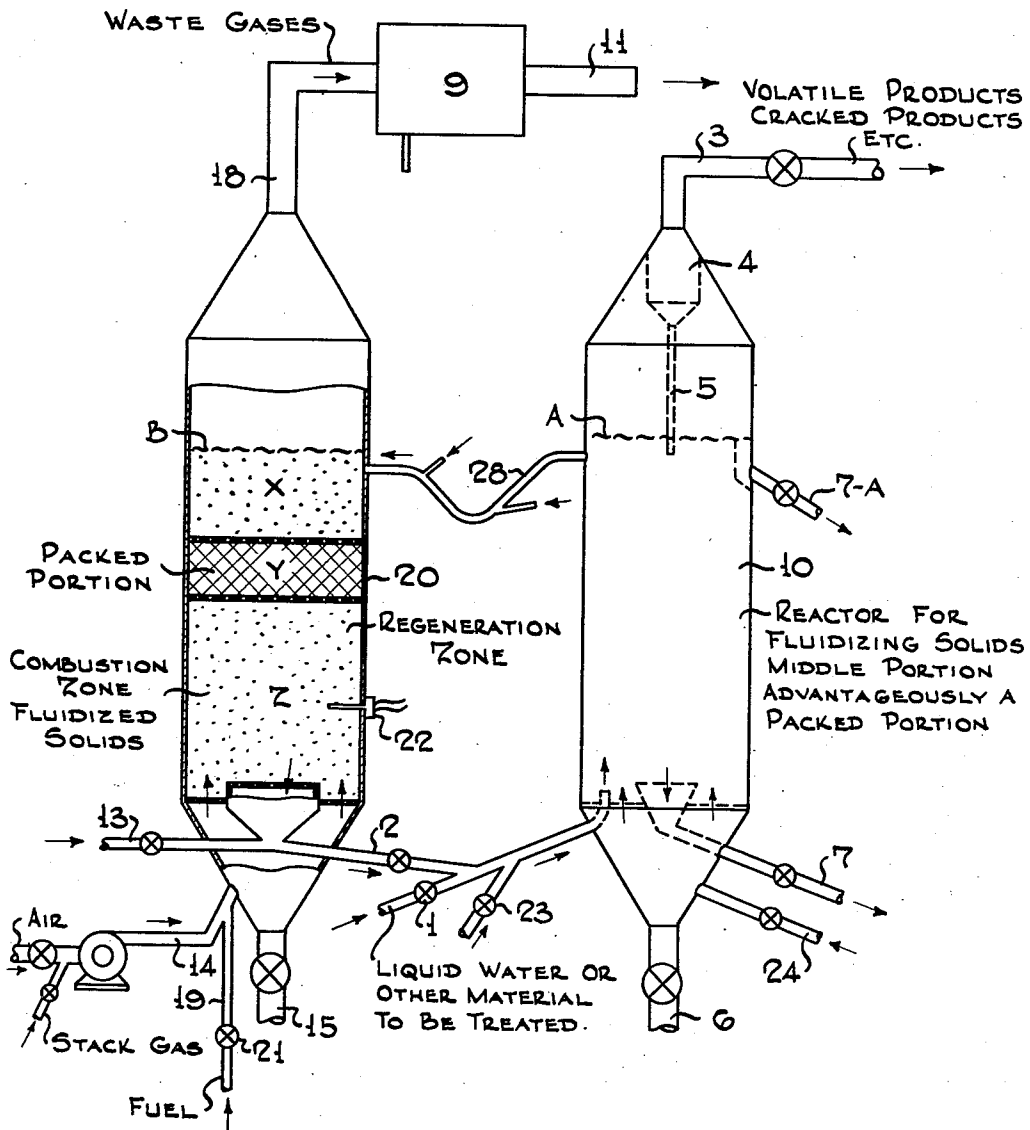 WASTE GASES
9
11
VOLATILE PRODUCTS
CRACKED PRODUCTS
ETC.
3
18
4
5
A
B
X
28
7-A
PACKED
PORTION
Y
20
10
REGENERATION
ZONE
REACTOR FOR
FLUIDIZING SOLIDS
MIDDLE PORTION
ADVANTAGEOUSLY A
PACKED PORTION
COMBUSTION
ZONE
FLUIDIZED
SOLIDS
Z
22
13
2
7
1
23
AIR
14
24
LIQUID WATER OR
OTHER MATERIAL
TO BE TREATED.
19
15
6
STACK GAS
21
FUEL